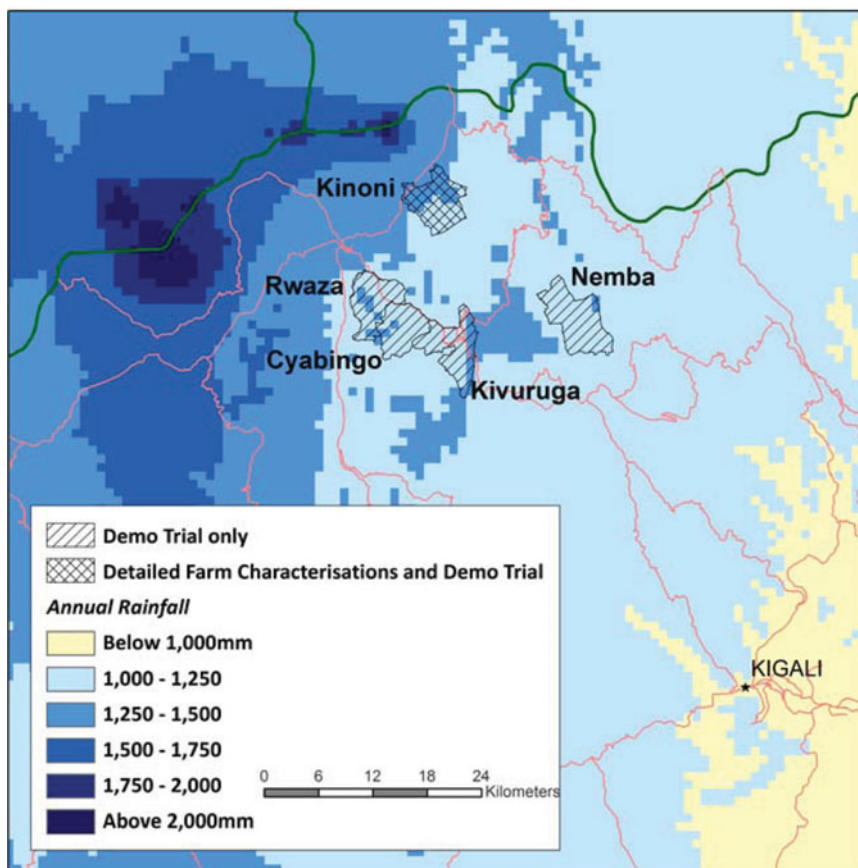 Kinoni
Rwaza
Nemba
Cyabingo
Kivuruga
KIGALI
Demo Trial only
Detailed Farm Characterisations and Demo Trial
Annual Rainfall
Below 1,000mm
1,000 - 1,250
1,250 - 1,500
1,500 - 1,750
1,750 - 2,000
Above 2,000mm
0 6 12 18 24
Kilometers